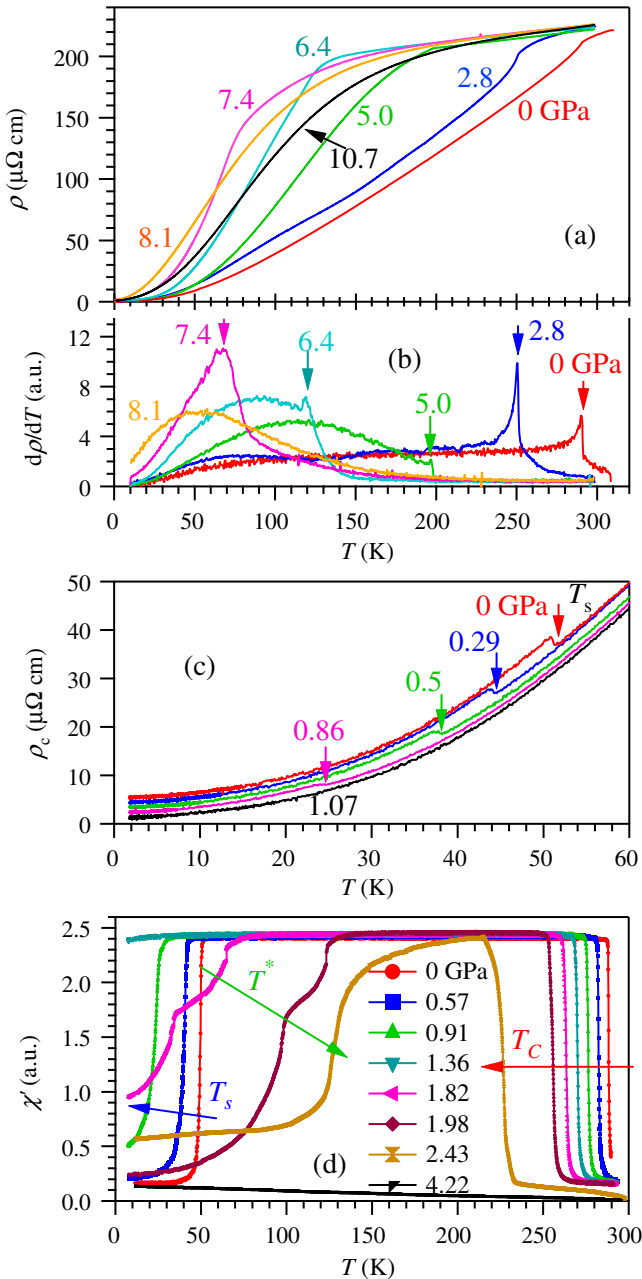 200
150
100
50
0
ρ (μΩ cm)
6.4
7.4
5.0
2.8
0 GPa
10.7
8.1
(a)
12
8
4
0
dρ/dT (a.u.)
7.4
6.4
(b)
2.8
0 GPa
8.1
5.0
0 50 100 150 200 250 300
T (K)
50
40
30
20
10
0
ρc (μΩ cm)
0 GPa Ts
(c)
0.29
0.5
0.86
1.07
0 10 20 30 40 50 60
T (K)
2.5
2.0
1.5
1.0
0.5
0.0
χ′ (a.u.)
T*
Ts
TC
0 GPa
0.57
0.91
1.36
1.82
1.98
2.43
4.22
(d)
0 50 100 150 200 250 300
T (K)